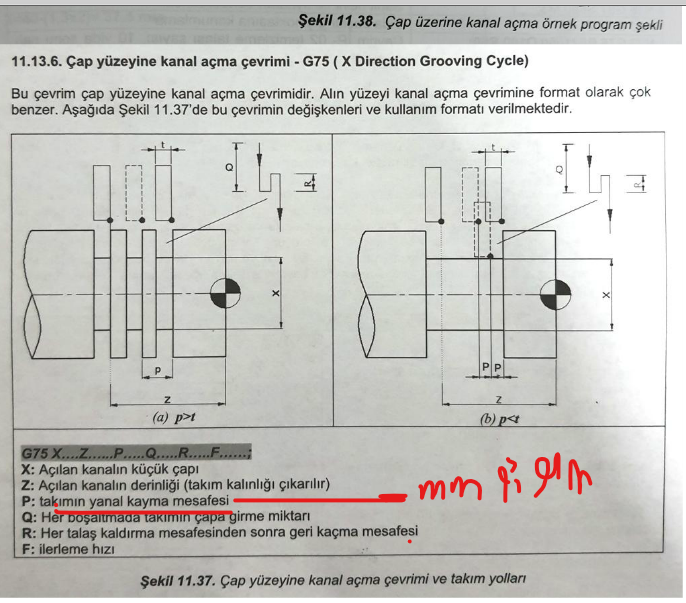 Şekil 11.38. Çap üzerine kanal açma örnek program şekli
11.13.6. Çap yüzeyine kanal açma çevrimi - G75 ( X Direction Grooving Cycle)
Bu çevrim çap yüzeyine kanal açma çevrimidir. Alın yüzeyi kanal açma çevrimine format olarak çok
benzer. Aşağıda Şekil 11.37'de bu çevrimin değişkenleri ve kullanım formatı verilmektedir.
t
Q
R
X
P
Z
(a) p>t
t
Q
R
X
P P
Z
(b) p<t
G75 X....Z......P.....Q.....R.....F......;
X: Açılan kanalın küçük çapı
Z: Açılan kanalın derinliği (takım kalınlığı çıkarılır)
P: takımın yanal kayma mesafesi
mm
Q: Her boşaltmada takımın çapa girme miktarı
R: Her talaş kaldırma mesafesinden sonra geri kaçma mesafesi
F: ilerleme hızı
Şekil 11.37. Çap yüzeyine kanal açma çevrimi ve takım yolları